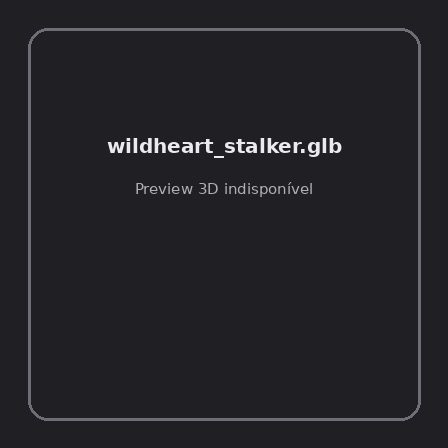 wildheart_stalker.glb
Preview 3D indisponível